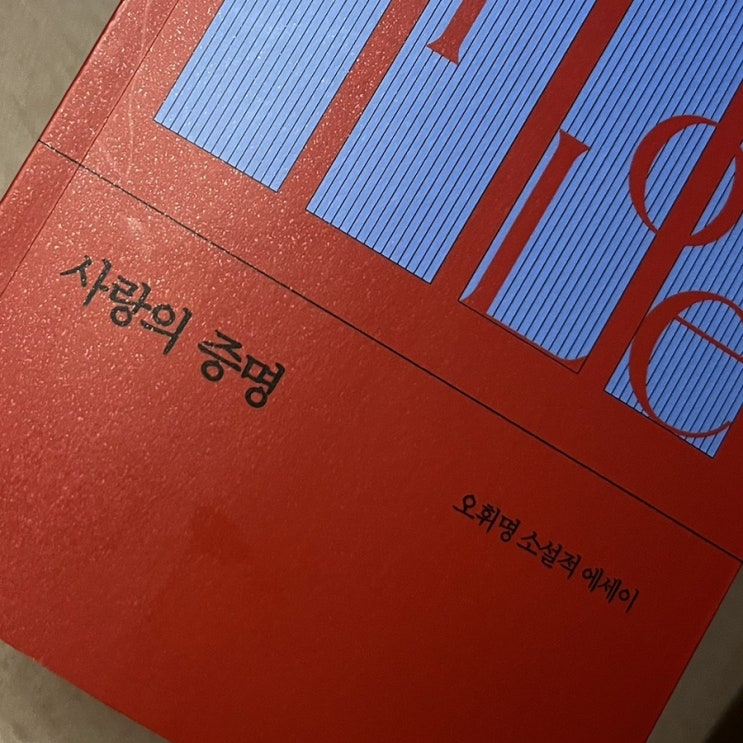 사랑의 증명
오휘명 소설적 에세이